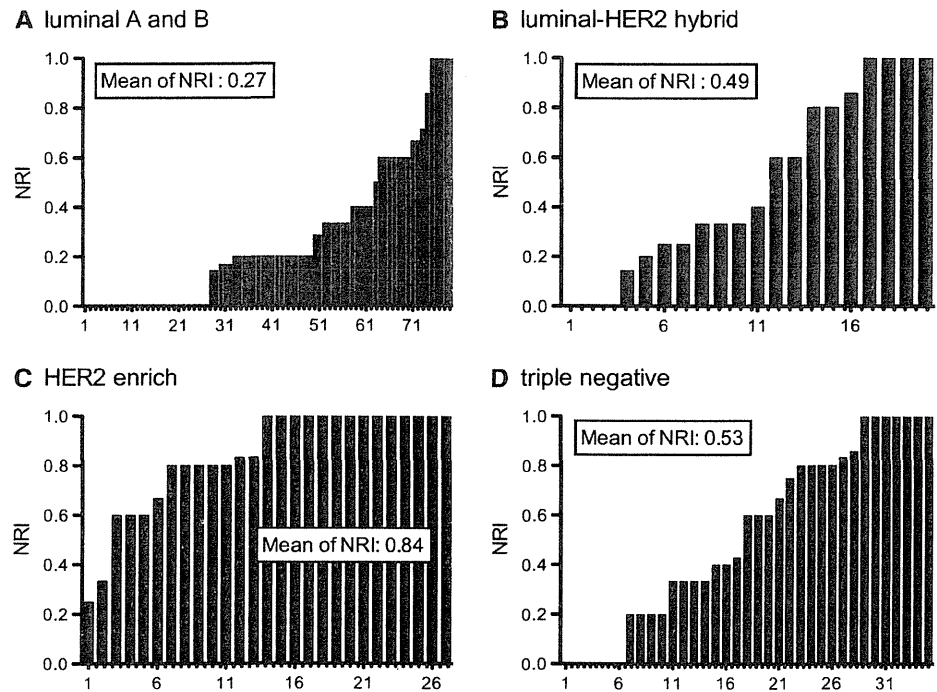 A luminal A and B
Mean of NRI : 0.27
NRI
1.0
0.8
0.6
0.4
0.2
0.0
1 11 21 31 41 51 61 71
B luminal-HER2 hybrid
Mean of NRI : 0.49
NRI
1.0
0.8
0.6
0.4
0.2
0.0
1 6 11 16
C HER2 enrich
Mean of NRI: 0.84
NRI
1.0
0.8
0.6
0.4
0.2
0.0
1 6 11 16 21 26
D triple negative
Mean of NRI: 0.53
NRI
1.0
0.8
0.6
0.4
0.2
0.0
1 6 11 16 21 26 31